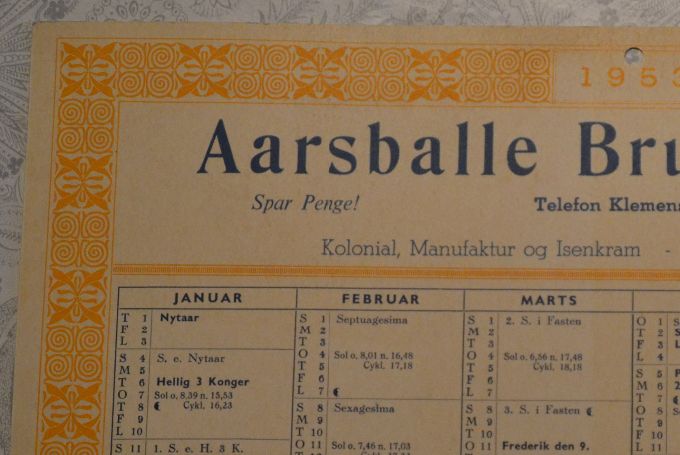 1953
Aarsballe Bru
Spar Penge! Telefon Klemens
Kolonial, Manufaktur og Isenkram -
JANUAR
T 1 Nytaar
F 2
L 3
S 4 S. e. Nytaar
M 5
T 6 Hellig 3 Konger
O 7 Sol o. 8,39 n. 15,53
T 8 Cykl. 16,23
F 9
L 10
S 11 1. S. e. H. 3 K.
FEBRUAR
S 1 Septuagesima
M 2
T 3
O 4 Sol o. 8,01 n. 16,48
T 5 Cykl. 17,18
F 6
L 7
S 8 Sexagesima
M 9
T 10
O 11 Sol o. 7,46 n. 17,03
MARTS
S 1 2. S. i Fasten
M 2
T 3
O 4 Sol o. 6,56 n. 17,48
T 5 Cykl. 18,18
F 6
L 7
S 8 3. S. i Fasten
M 9
T 10
O 11 Frederik den 9.
O 1
T 2
F 3
L 4
S 5
M 6
T 7
O 8
T 9
F 10
L 11